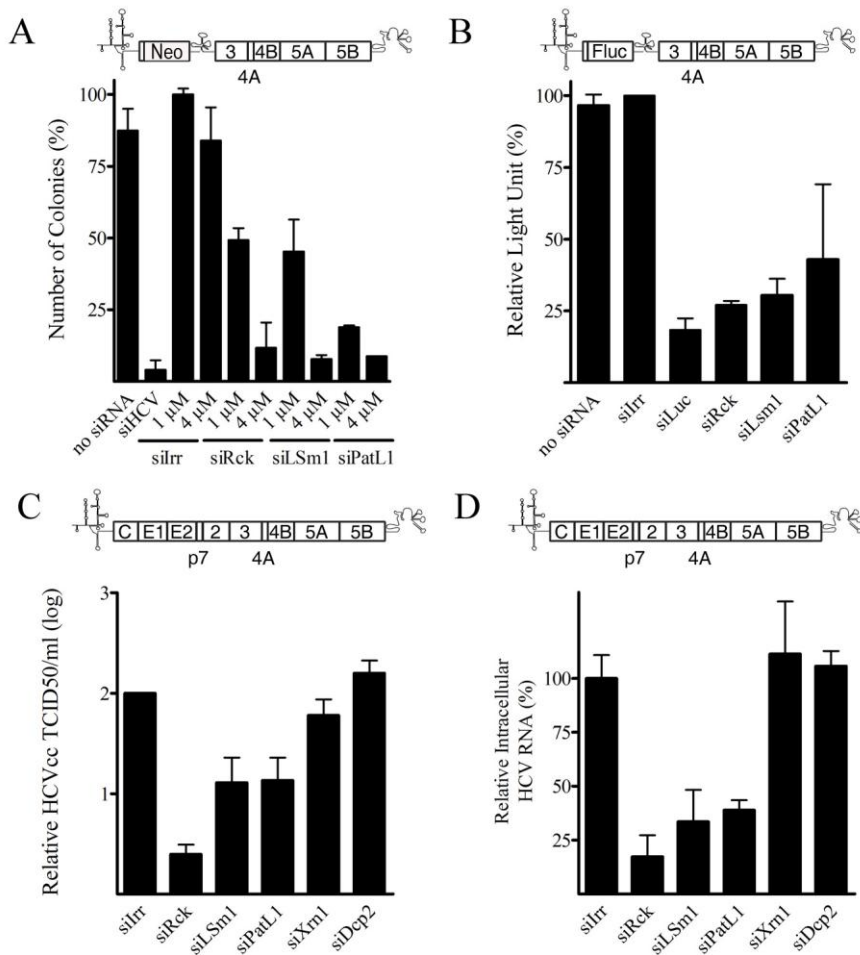 A
Neo 3 4B 5A 5B
4A
Number of Colonies (%)
100
75
50
25
no siRNA
siHCV
1 µM
4 µM
1 µM
4 µM
1 µM
4 µM
1 µM
4 µM
siIrr siRck siLSm1 siPatL1
B
Fluc 3 4B 5A 5B
4A
Relative Light Unit (%)
100
75
50
25
no siRNA
siIrr
siLuc
siRck
siLsm1
siPatL1
C
C E1 E2 2 3 4B 5A 5B
p7 4A
Relative HCVcc TCID50/ml (log)
3
2
1
siIrr
siRck
siLSm1
siPatL1
siXrn1
siDcp2
D
C E1 E2 2 3 4B 5A 5B
p7 4A
Relative Intracellular
HCV RNA (%)
100
75
50
25
siIrr
siRck
siLSm1
siPatL1
siXrn1
siDcp2